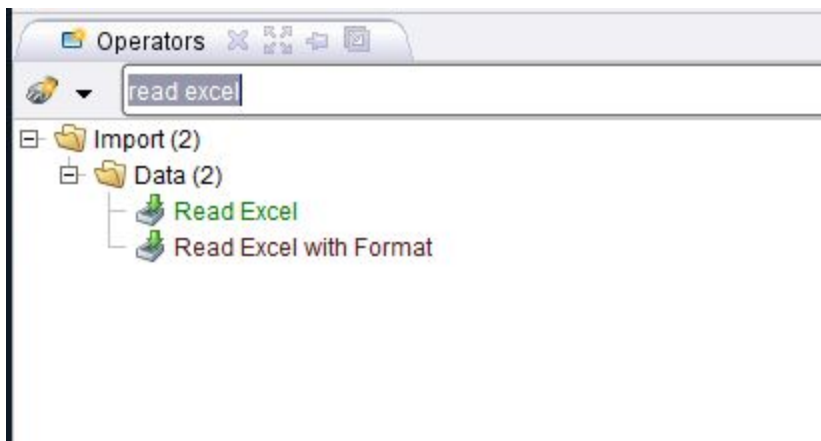 Operators
read excel
Import (2)
Data (2)
Read Excel
Read Excel with Format